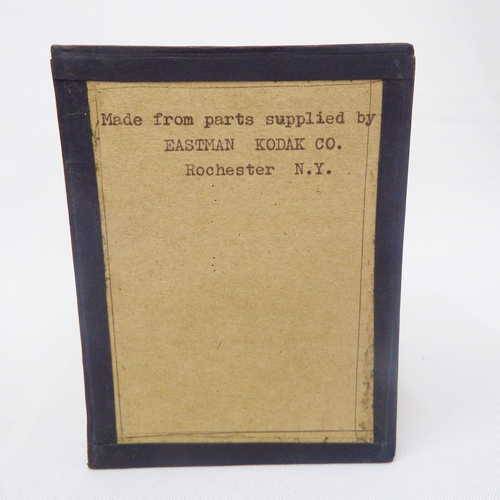 Made from parts supplied by
EASTMAN KODAK CO.
Rochester N.Y.